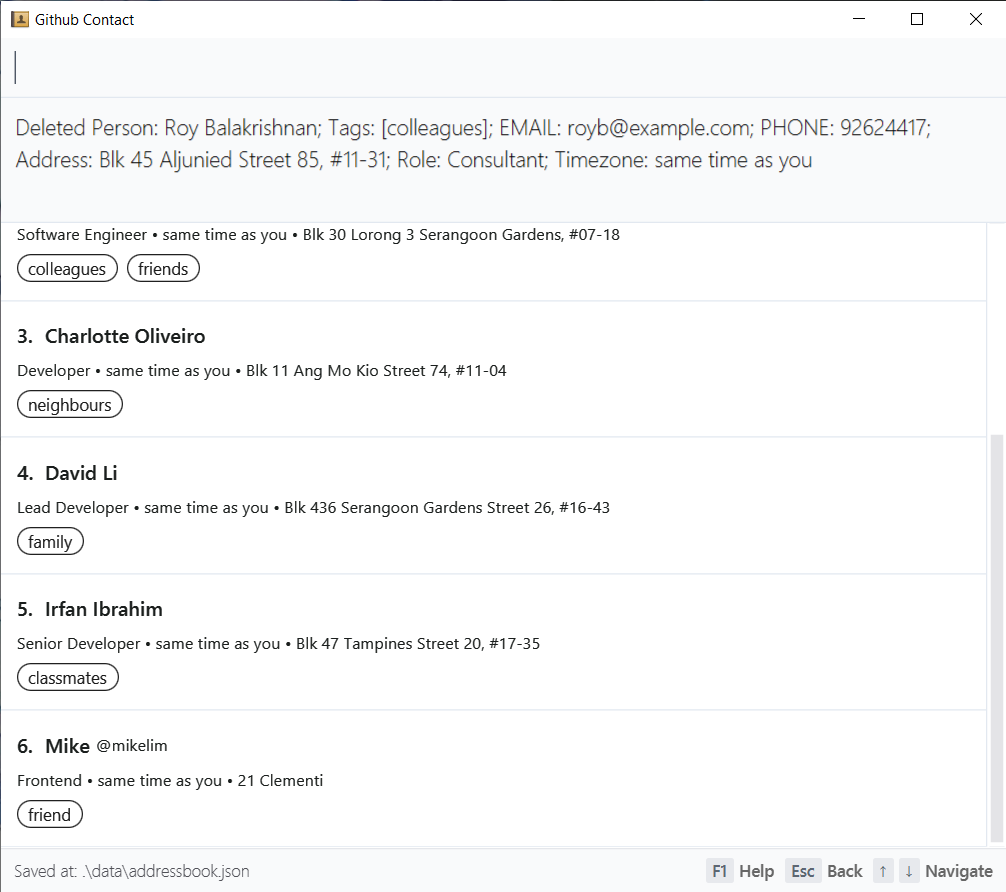 Github Contact
Deleted Person: Roy Balakrishnan; Tags: [colleagues]; EMAIL: royb@example.com; PHONE: 92624417;
Address: Blk 45 Aljunied Street 85, #11-31; Role: Consultant; Timezone: same time as you
Software Engineer • same time as you • Blk 30 Lorong 3 Serangoon Gardens, #07-18
colleagues friends
3. Charlotte Oliveiro
Developer • same time as you • Blk 11 Ang Mo Kio Street 74, #11-04
neighbours
4. David Li
Lead Developer • same time as you • Blk 436 Serangoon Gardens Street 26, #16-43
family
5. Irfan Ibrahim
Senior Developer • same time as you • Blk 47 Tampines Street 20, #17-35
classmates
6. Mike @mikelim
Frontend • same time as you • 21 Clementi
friend
Saved at: .\data\addressbook.json F1 Help Esc Back ↑ ↓ Navigate